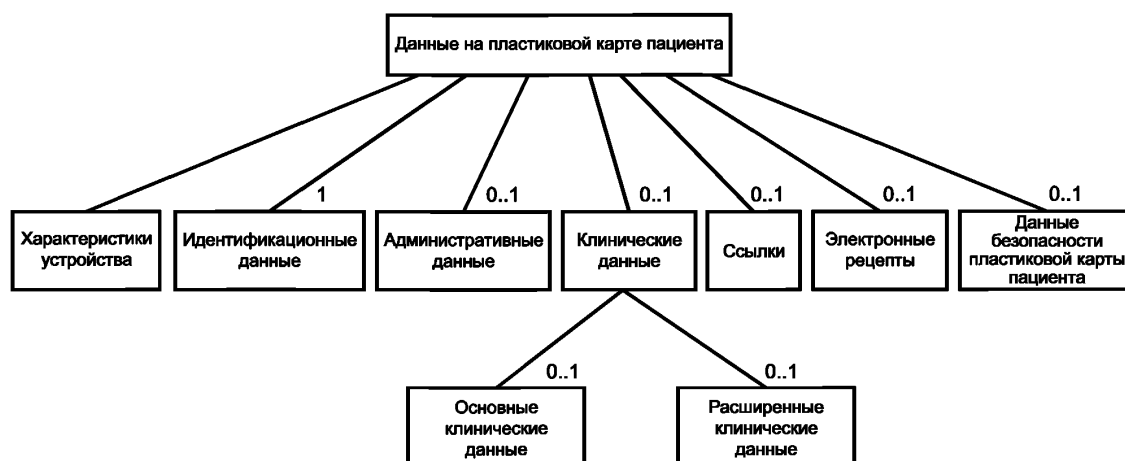 Данные на пластиковой карте пациента
1
0..1
0..1
0..1
0..1
0..1
Характеристики
устройства
Идентификационные
данные
Административные
данные
Клинические
данные
Ссылки
Электронные
рецепты
Данные
безопасности
пластиковой карты
пациента
0..1
0..1
Основные
клинические
данные
Расширенные
клинические
данные